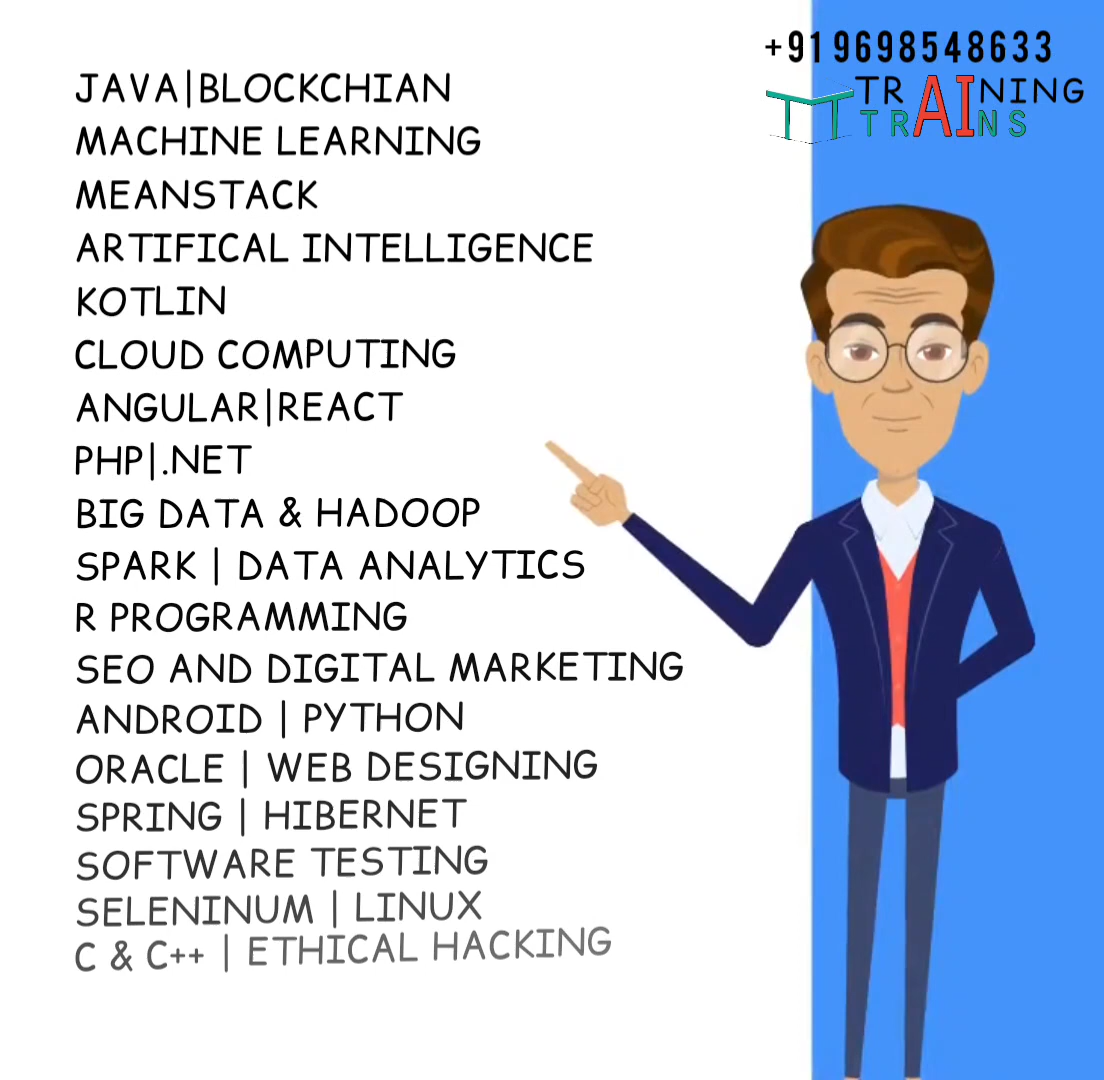 +91 9698548633
TRAINING
TRAINS
JAVA|BLOCKCHIAN
MACHINE LEARNING
MEANSTACK
ARTIFICAL INTELLIGENCE
KOTLIN
CLOUD COMPUTING
ANGULAR|REACT
PHP|.NET
BIG DATA & HADOOP
SPARK | DATA ANALYTICS
R PROGRAMMING
SEO AND DIGITAL MARKETING
ANDROID | PYTHON
ORACLE | WEB DESIGNING
SPRING | HIBERNET
SOFTWARE TESTING
SELENINUM | LINUX
C & C++ | ETHICAL HACKING